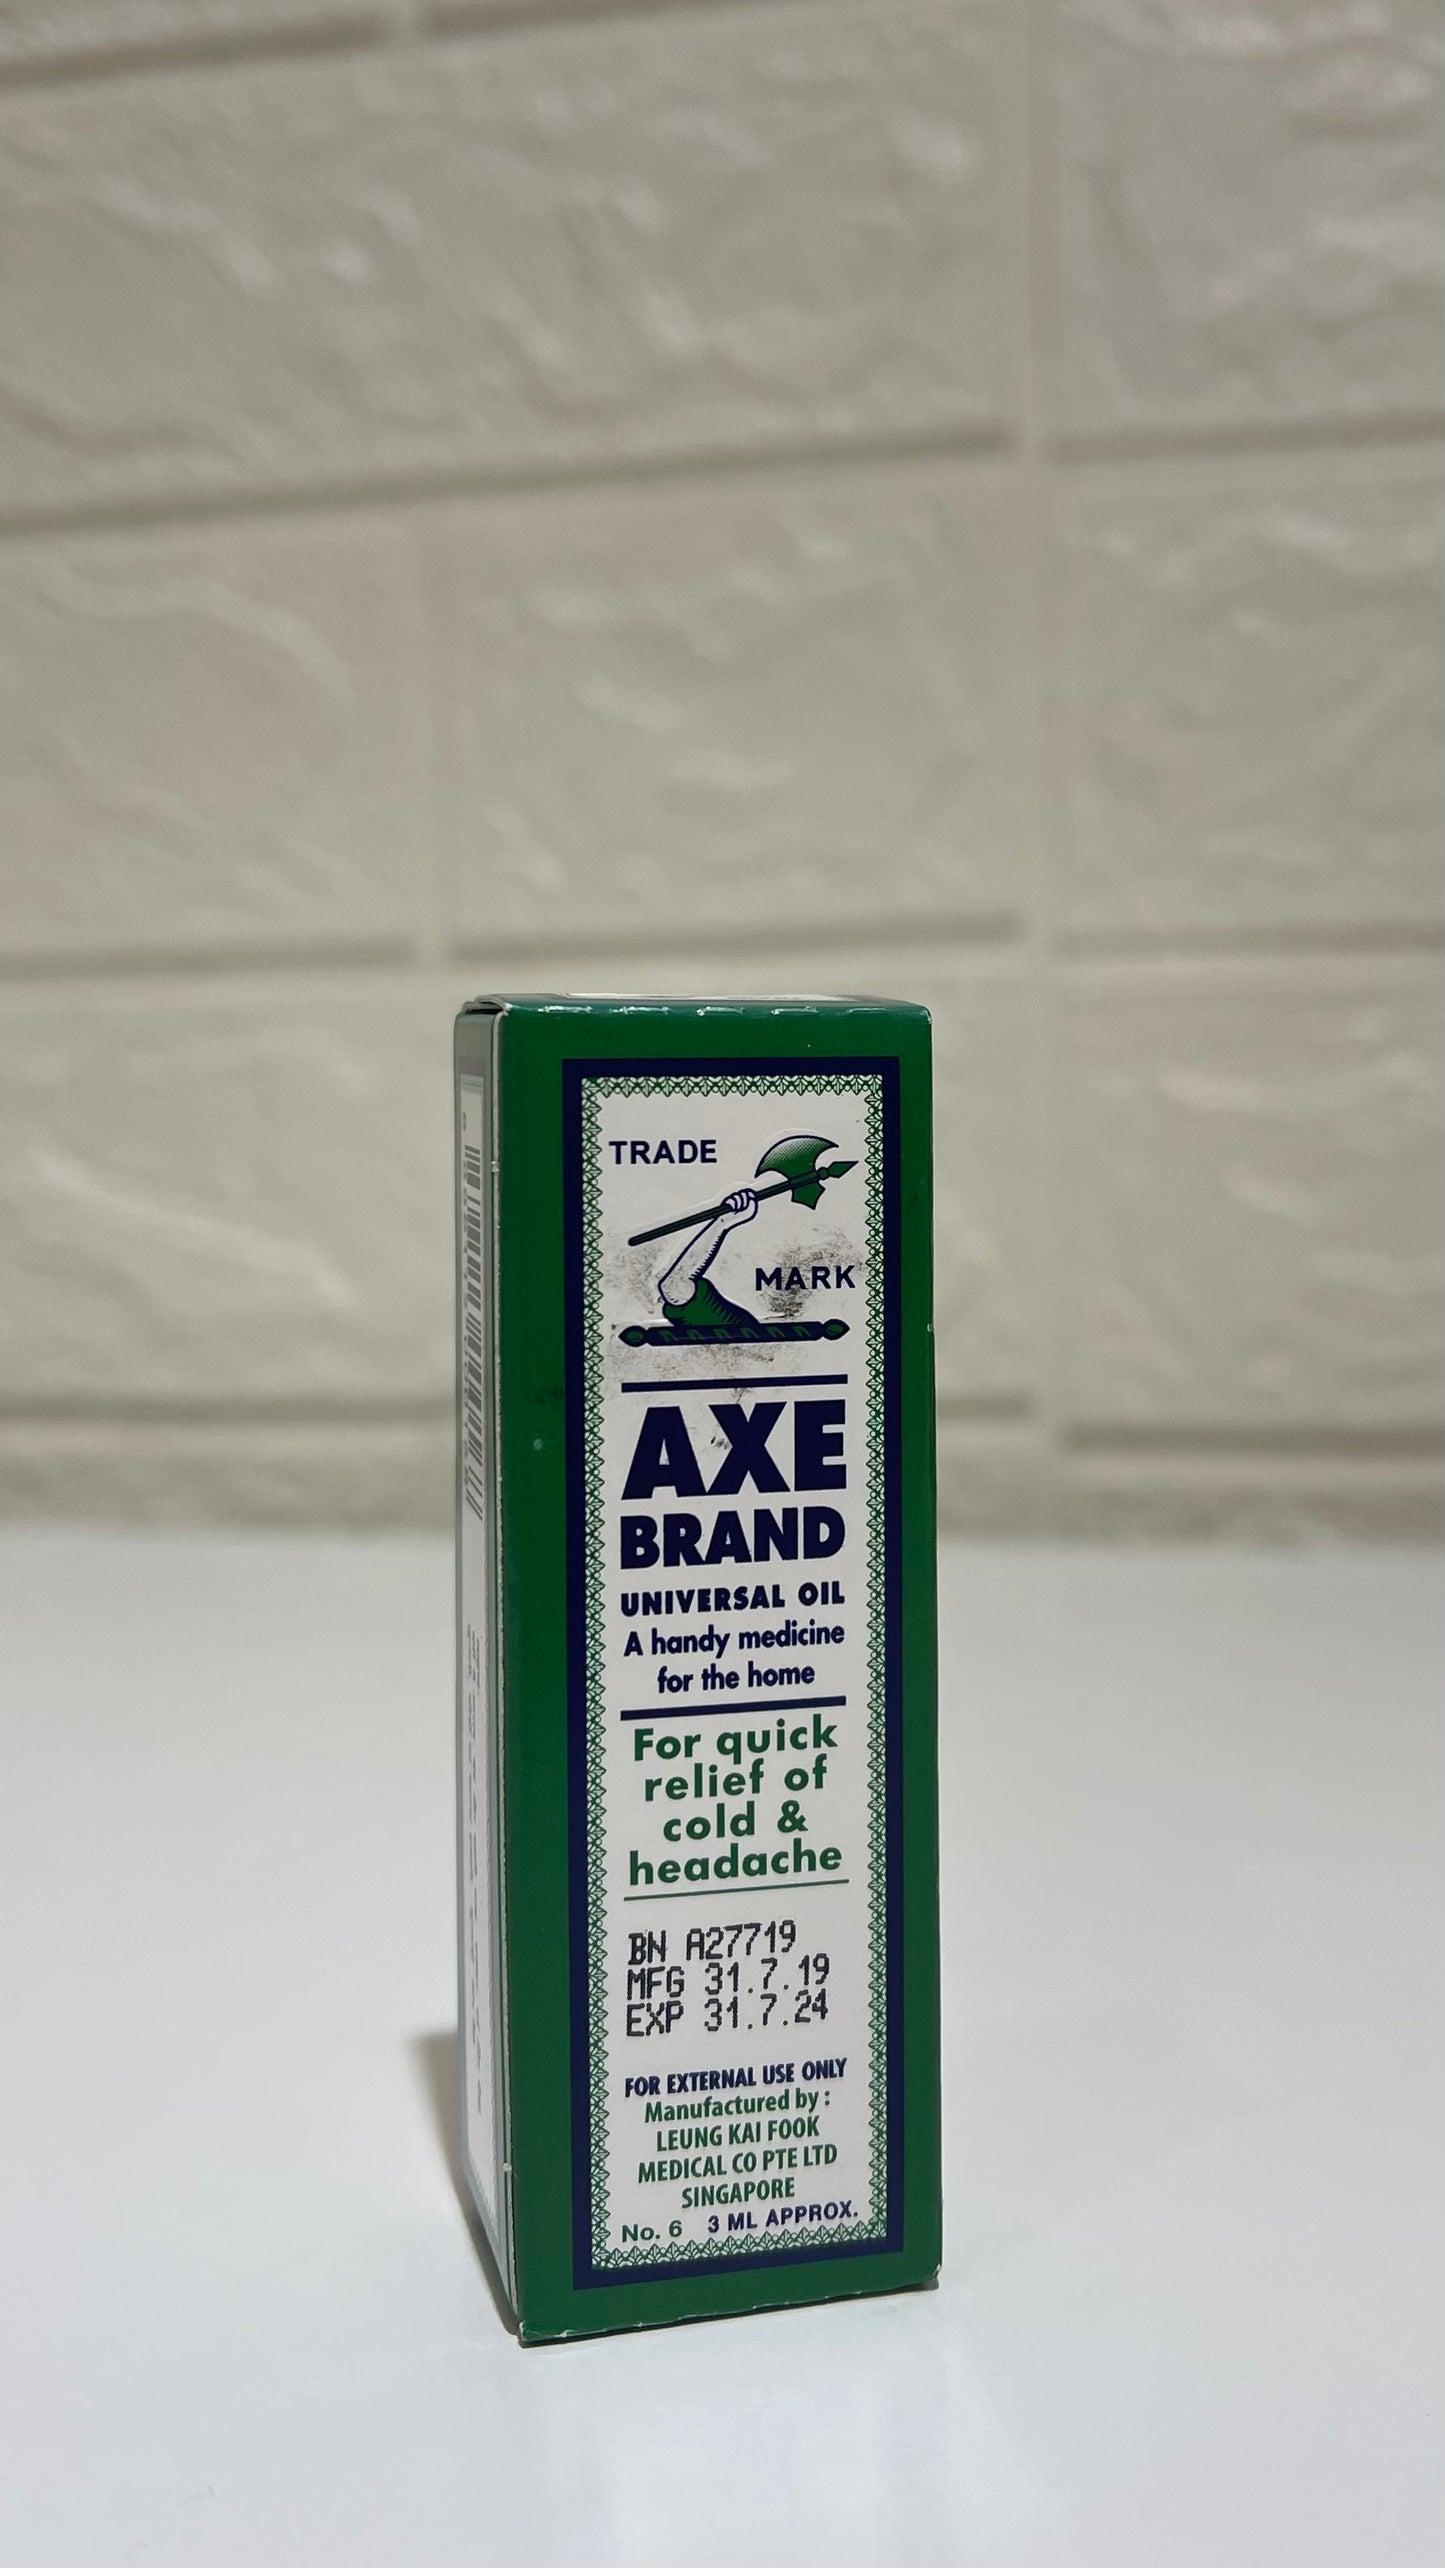 TRADE
MARK
AXE
BRAND
UNIVERSAL OIL
A handy medicine
for the home
For quick
relief of
cold &
headache
BN A27719
MFG 31.7.19
EXP 31.7.24
FOR EXTERNAL USE ONLY
Manufactured by :
LEUNG KAI FOOK
MEDICAL CO PTE LTD
SINGAPORE
No. 6 3 ML APPROX.